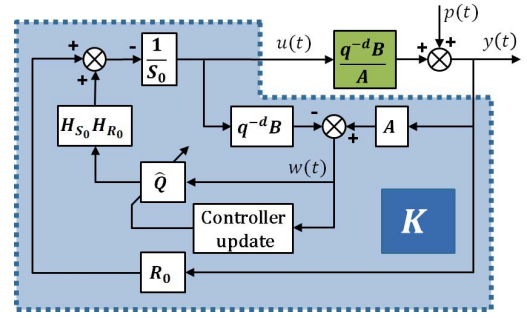 p(t)
+
+
-
1
S₀
u(t)
q⁻ᵈB
A
+
+
y(t)
H_S₀ H_R₀
q⁻ᵈB
-
+
A
w(t)
Q̂
Controller
update
K
R₀